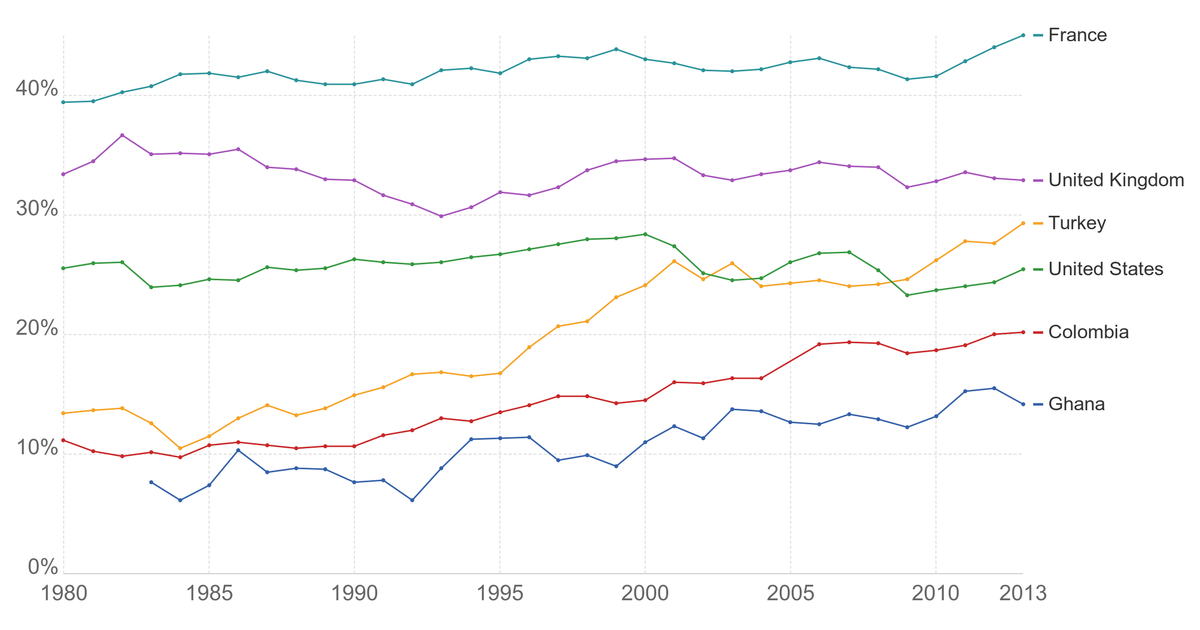 France
40%
United Kingdom
30%
Turkey
United States
20%
Colombia
Ghana
10%
0%
1980 1985 1990 1995 2000 2005 2010 2013